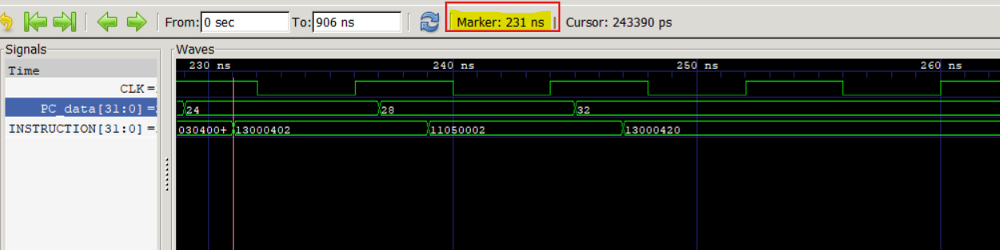 From: 0 sec To: 906 ns Marker: 231 ns | Cursor: 243390 ps
Signals Waves
Time 230 ns 240 ns 250 ns 260 ns
CLK =
PC_data[31:0] = 24 28 32
INSTRUCTION[31:0] = 030400+ 13000402 11050002 13000420